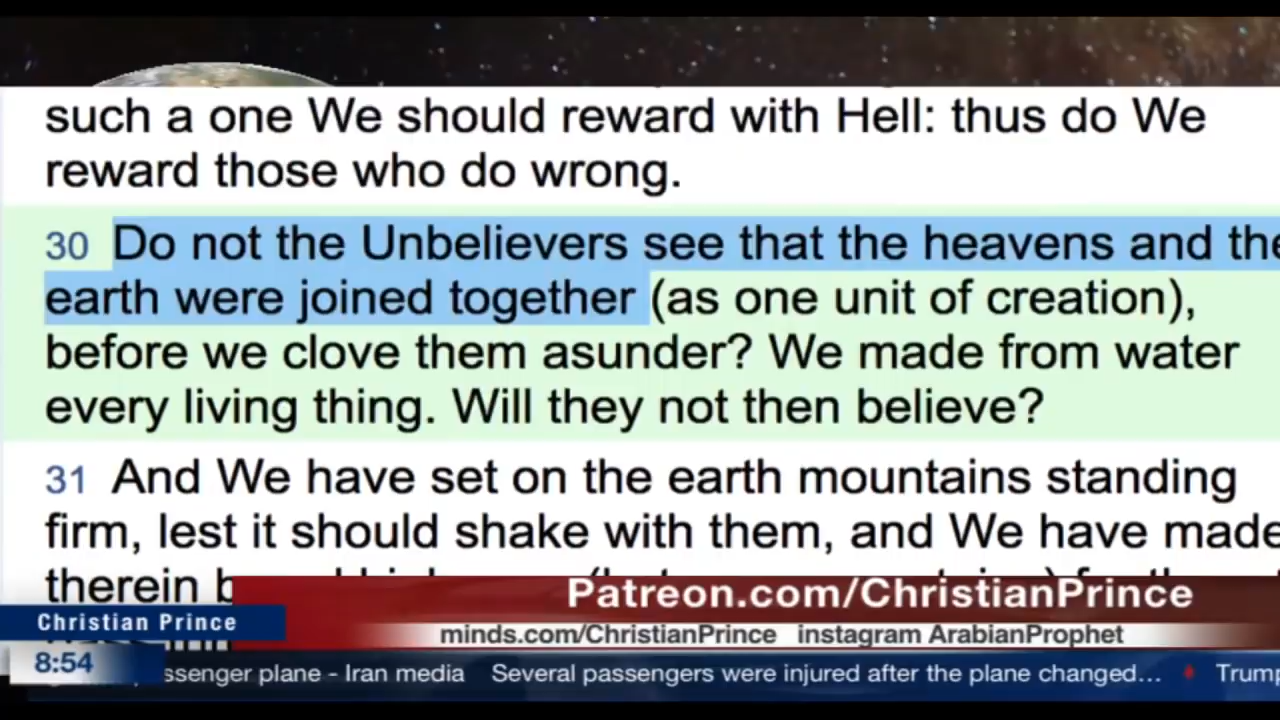 such a one We should reward with Hell: thus do We
reward those who do wrong.
30 Do not the Unbelievers see that the heavens and the
earth were joined together (as one unit of creation),
before we clove them asunder? We made from water
every living thing. Will they not then believe?
31 And We have set on the earth mountains standing
firm, lest it should shake with them, and We have made
therein
Patreon.com/ChristianPrince
Christian Prince
minds.com/ChristianPrince instagram ArabianProphet
8:54
ssenger plane - Iran media Several passengers were injured after the plane changed... Trump